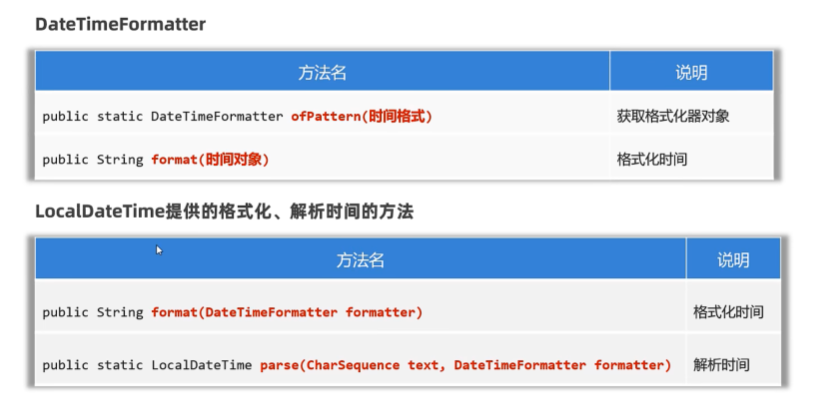 DateTimeFormatter
方法名 说明
public static DateTimeFormatter ofPattern(时间格式) 获取格式化器对象
public String format(时间对象) 格式化时间
LocalDateTime提供的格式化、解析时间的方法
方法名 说明
public String format(DateTimeFormatter formatter) 格式化时间
public static LocalDateTime parse(CharSequence text, DateTimeFormatter formatter) 解析时间